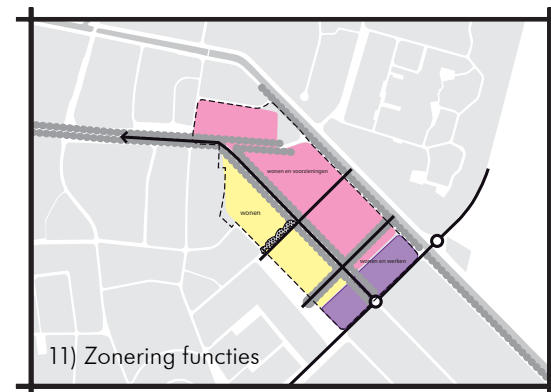 wonen en voorzieningen
wonen
wonen en werken
11) Zonering functies